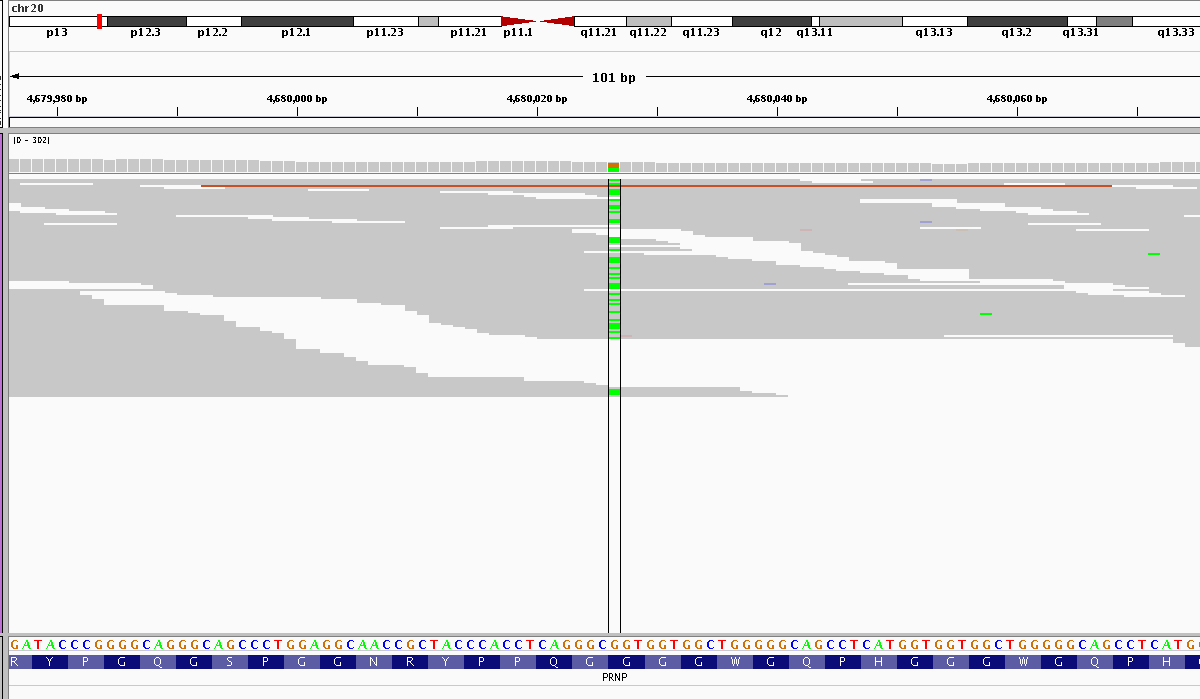 chr20
p13 p12.3 p12.2 p12.1 p11.23 p11.21 p11.1 q11.21 q11.22 q11.23 q12 q13.11 q13.13 q13.2 q13.31 q13.33
101 bp
4,679,980 bp 4,680,000 bp 4,680,020 bp 4,680,040 bp 4,680,060 bp
[0 - 302]
GATACCCGGGGCAGGGCAGCCCTGGAGGCAACCGCTACCCACCTCAGGGCGGTGGTGGCTGGGGGCAGCCTCATGGTGGTGGCTGGGGGCAGCCTCATG
R Y P G Q G S P G G N R Y P P Q G G G G W G Q P H G G G W G Q P H
PRNP